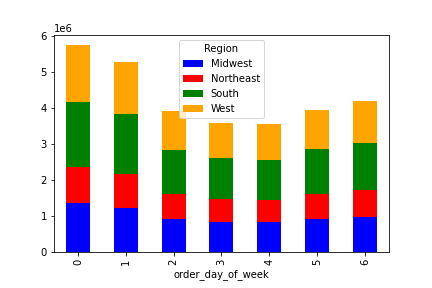 1e6
6
5
4
3
2
1
0
Region
Midwest
Northeast
South
West
0 1 2 3 4 5 6
order_day_of_week